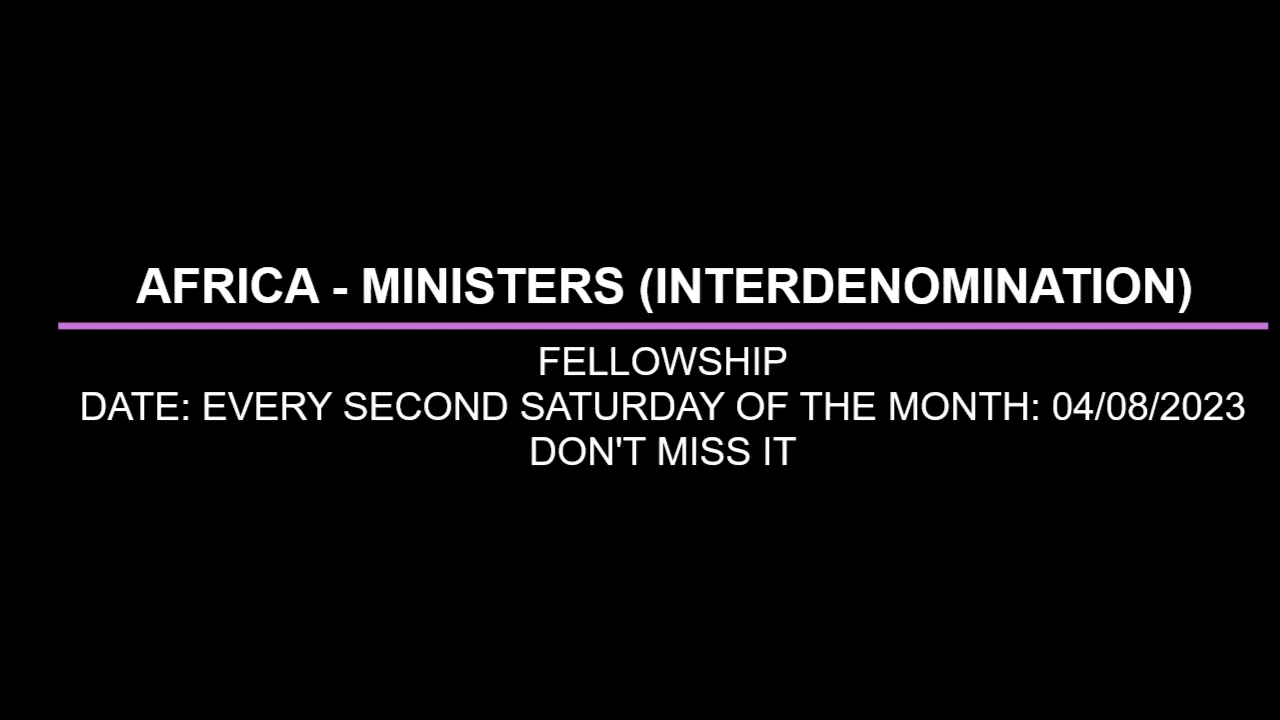 AFRICA - MINISTERS (INTERDENOMINATION)
FELLOWSHIP
DATE: EVERY SECOND SATURDAY OF THE MONTH: 04/08/2023
DON'T MISS IT